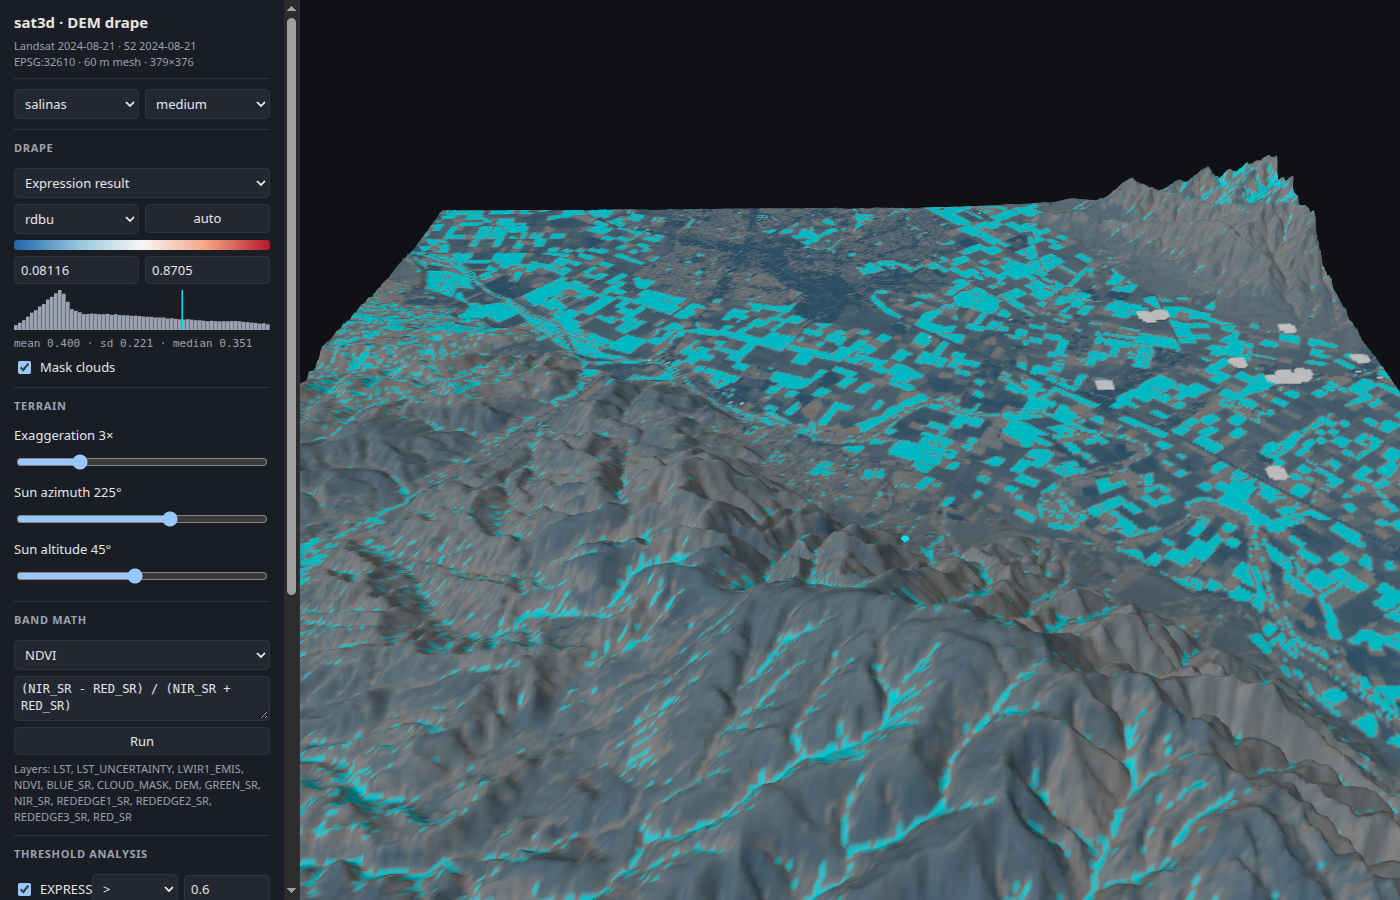 sat3d · DEM drape
Landsat 2024-08-21 · S2 2024-08-21
EPSG:32610 · 60 m mesh · 379×376
salinas medium
DRAPE
Expression result
rdbu auto
0.08116 0.8705
mean 0.400 · sd 0.221 · median 0.351
Mask clouds
TERRAIN
Exaggeration 3×
Sun azimuth 225°
Sun altitude 45°
BAND MATH
NDVI
(NIR_SR - RED_SR) / (NIR_SR +
RED_SR)
Run
Layers: LST, LST_UNCERTAINTY, LWIR1_EMIS,
NDVI, BLUE_SR, CLOUD_MASK, DEM, GREEN_SR,
NIR_SR, REDEDGE1_SR, REDEDGE2_SR,
REDEDGE3_SR, RED_SR
THRESHOLD ANALYSIS
EXPRESS > 0.6